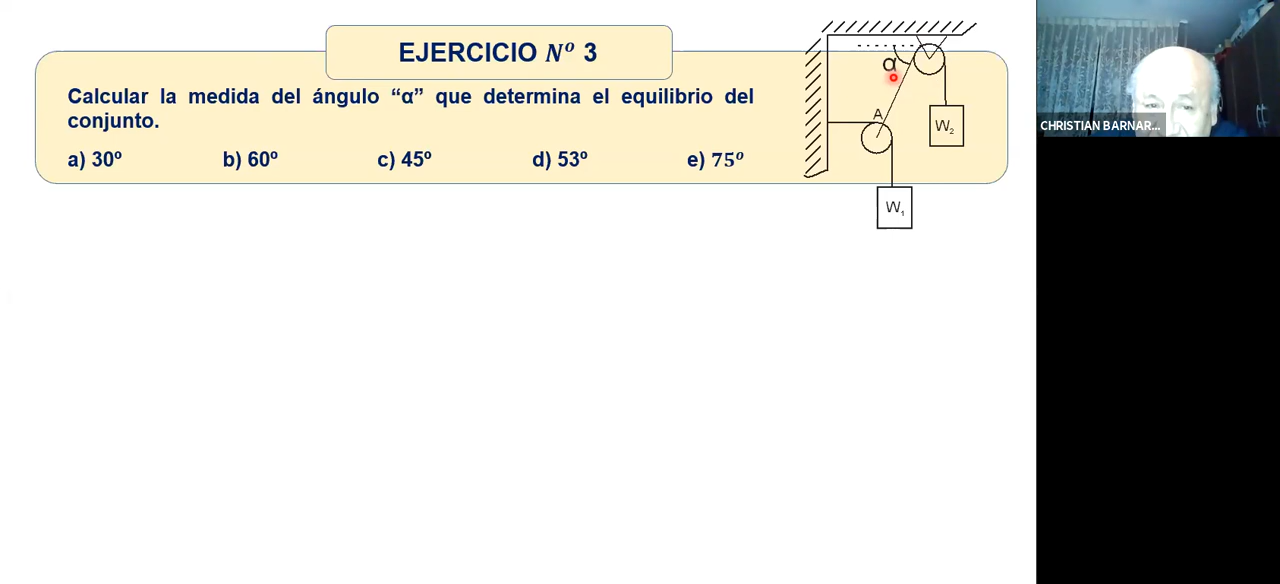 EJERCICIO Nº 3
Calcular la medida del ángulo “α” que determina el equilibrio del
conjunto.
a) 30º b) 60º c) 45º d) 53º e) 75º
α
A
W2
W1
CHRISTIAN BARNAR...